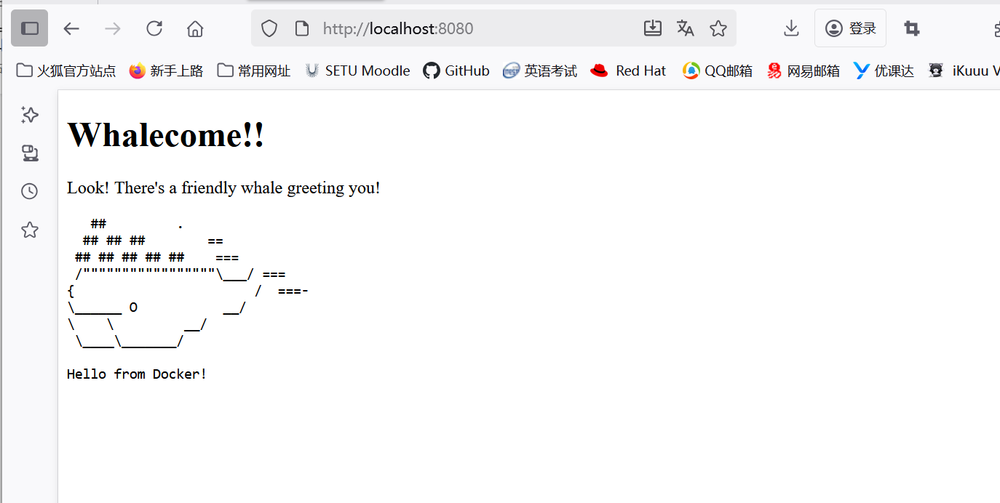 http://localhost:8080
登录
火狐官方站点 新手上路 常用网址 SETU Moodle GitHub 英语考试 Red Hat QQ邮箱 网易邮箱 优课达 iKuuu V
Whalecome!!
Look! There's a friendly whale greeting you!
   ##         .
  ## ## ##        ==
 ## ## ## ## ##    ===
 /"""""""""""""""""\___/ ===
{                       /  ===-
\______ O           __/
\    \         __/
 \____\_______/
Hello from Docker!